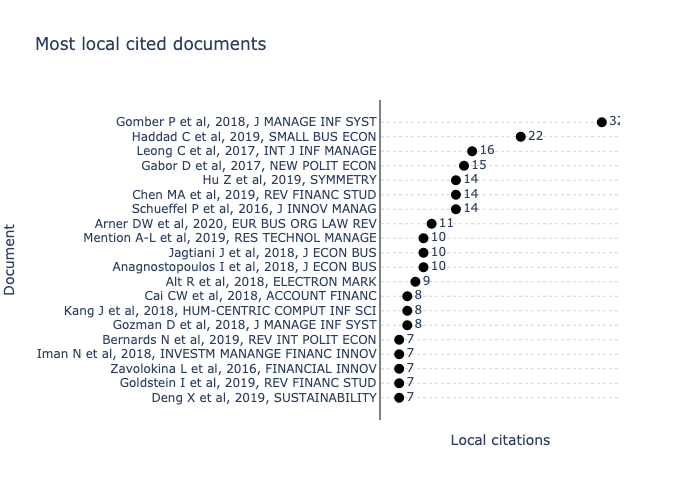 Most local cited documents
Gomber P et al, 2018, J MANAGE INF SYST 32
Haddad C et al, 2019, SMALL BUS ECON 22
Leong C et al, 2017, INT J INF MANAGE 16
Gabor D et al, 2017, NEW POLIT ECON 15
Hu Z et al, 2019, SYMMETRY 14
Chen MA et al, 2019, REV FINANC STUD 14
Schueffel P et al, 2016, J INNOV MANAG 14
Arner DW et al, 2020, EUR BUS ORG LAW REV 11
Mention A-L et al, 2019, RES TECHNOL MANAGE 10
Jagtiani J et al, 2018, J ECON BUS 10
Anagnostopoulos I et al, 2018, J ECON BUS 10
Alt R et al, 2018, ELECTRON MARK 9
Cai CW et al, 2018, ACCOUNT FINANC 8
Kang J et al, 2018, HUM-CENTRIC COMPUT INF SCI 8
Gozman D et al, 2018, J MANAGE INF SYST 8
Bernards N et al, 2019, REV INT POLIT ECON 7
Iman N et al, 2018, INVESTM MANANGE FINANC INNOV 7
Zavolokina L et al, 2016, FINANCIAL INNOV 7
Goldstein I et al, 2019, REV FINANC STUD 7
Deng X et al, 2019, SUSTAINABILITY 7
Document
Local citations